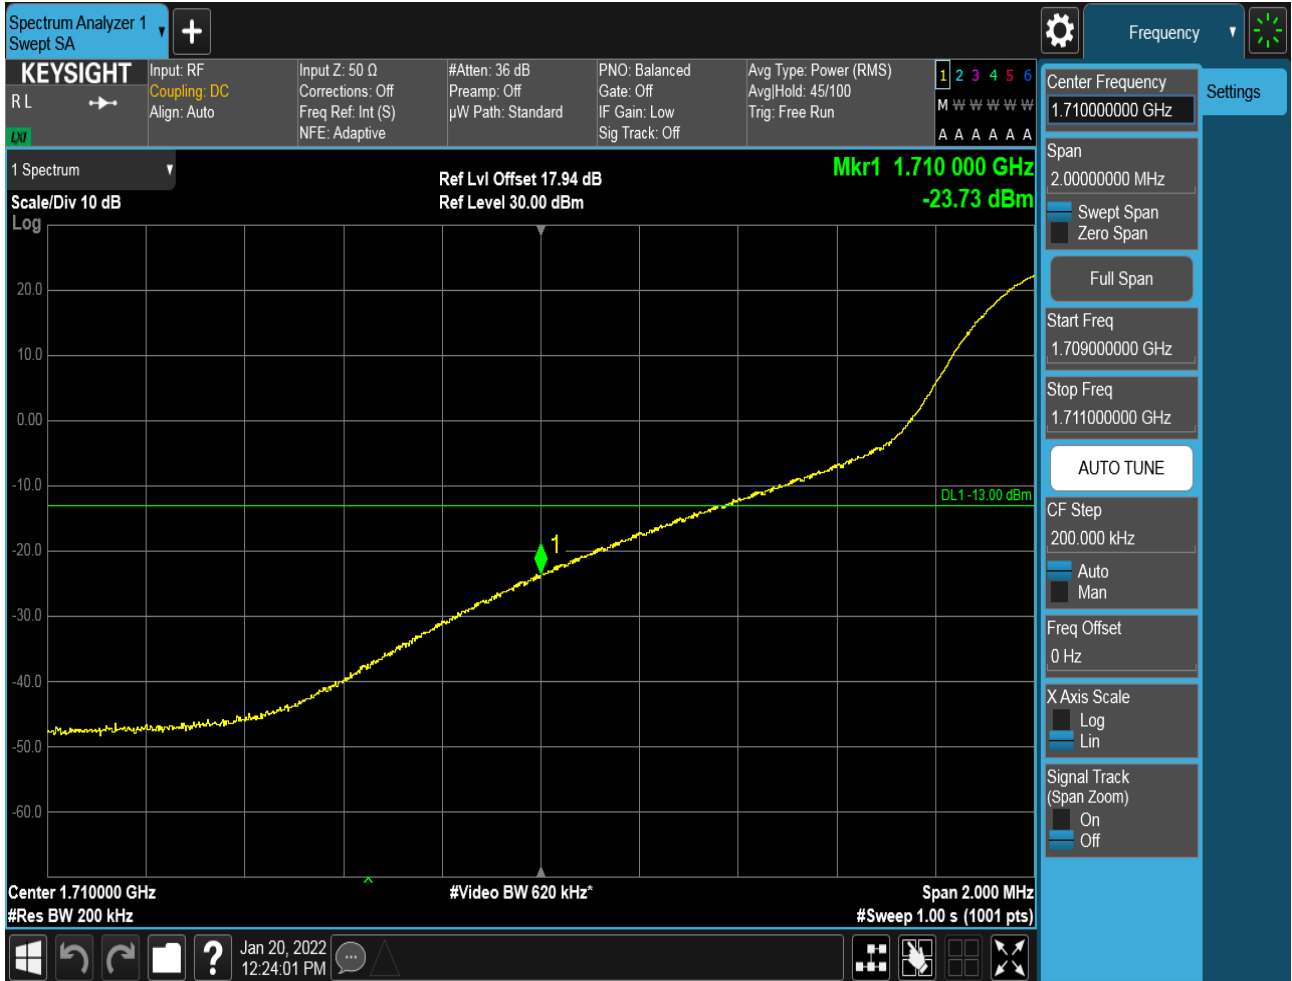 Spectrum Analyzer 1
Swept SA
Frequency
KEYSIGHT
R L
LXI
Input: RF
Coupling: DC
Align: Auto
Input Z: 50 Ω
Corrections: Off
Freq Ref: Int (S)
NFE: Adaptive
#Atten: 36 dB
Preamp: Off
µW Path: Standard
PNO: Balanced
Gate: Off
IF Gain: Low
Sig Track: Off
Avg Type: Power (RMS)
Avg|Hold: 45/100
Trig: Free Run
1 2 3 4 5 6
M W W W W W
A A A A A A
1 Spectrum
Scale/Div 10 dB
Log
Ref Lvl Offset 17.94 dB
Ref Level 30.00 dBm
Mkr1 1.710 000 GHz
-23.73 dBm
20.0
10.0
0.00
-10.0
-20.0
-30.0
-40.0
-50.0
-60.0
DL1 -13.00 dBm
1
Center 1.710000 GHz
#Res BW 200 kHz
#Video BW 620 kHz*
Span 2.000 MHz
#Sweep 1.00 s (1001 pts)
Center Frequency
1.710000000 GHz
Settings
Span
2.00000000 MHz
Swept Span
Zero Span
Full Span
Start Freq
1.709000000 GHz
Stop Freq
1.711000000 GHz
AUTO TUNE
CF Step
200.000 kHz
Auto
Man
Freq Offset
0 Hz
X Axis Scale
Log
Lin
Signal Track
(Span Zoom)
On
Off
?
Jan 20, 2022
12:24:01 PM